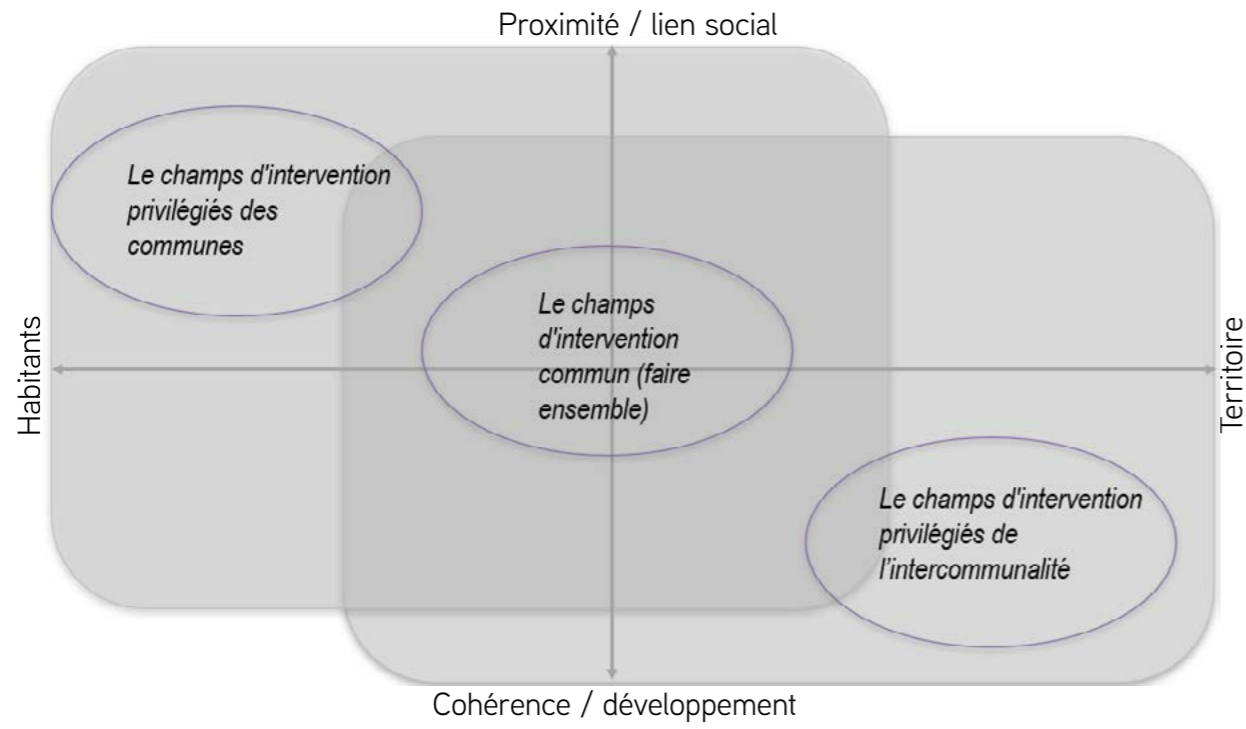 Proximité / lien social
Le champs d'intervention
privilégiés des
communes
Le champs
d'intervention
commun (faire
ensemble)
Habitants
Territoire
Le champs d'intervention
privilégiés de
l'intercommunalité
Cohérence / développement